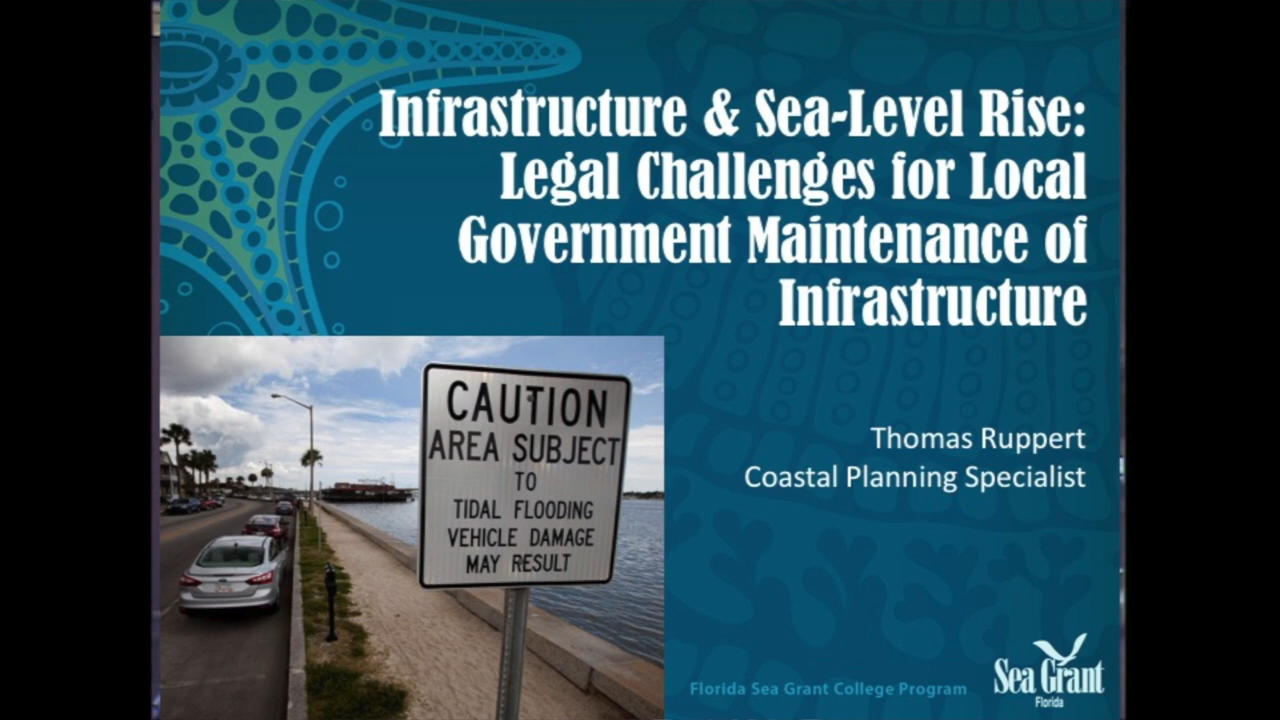 Infrastructure & Sea-Level Rise:
Legal Challenges for Local
Government Maintenance of
Infrastructure
Thomas Ruppert
Coastal Planning Specialist
CAUTION
AREA SUBJECT
TO
TIDAL FLOODING
VEHICLE DAMAGE
MAY RESULT
Florida Sea Grant College Program
Sea Grant
Florida